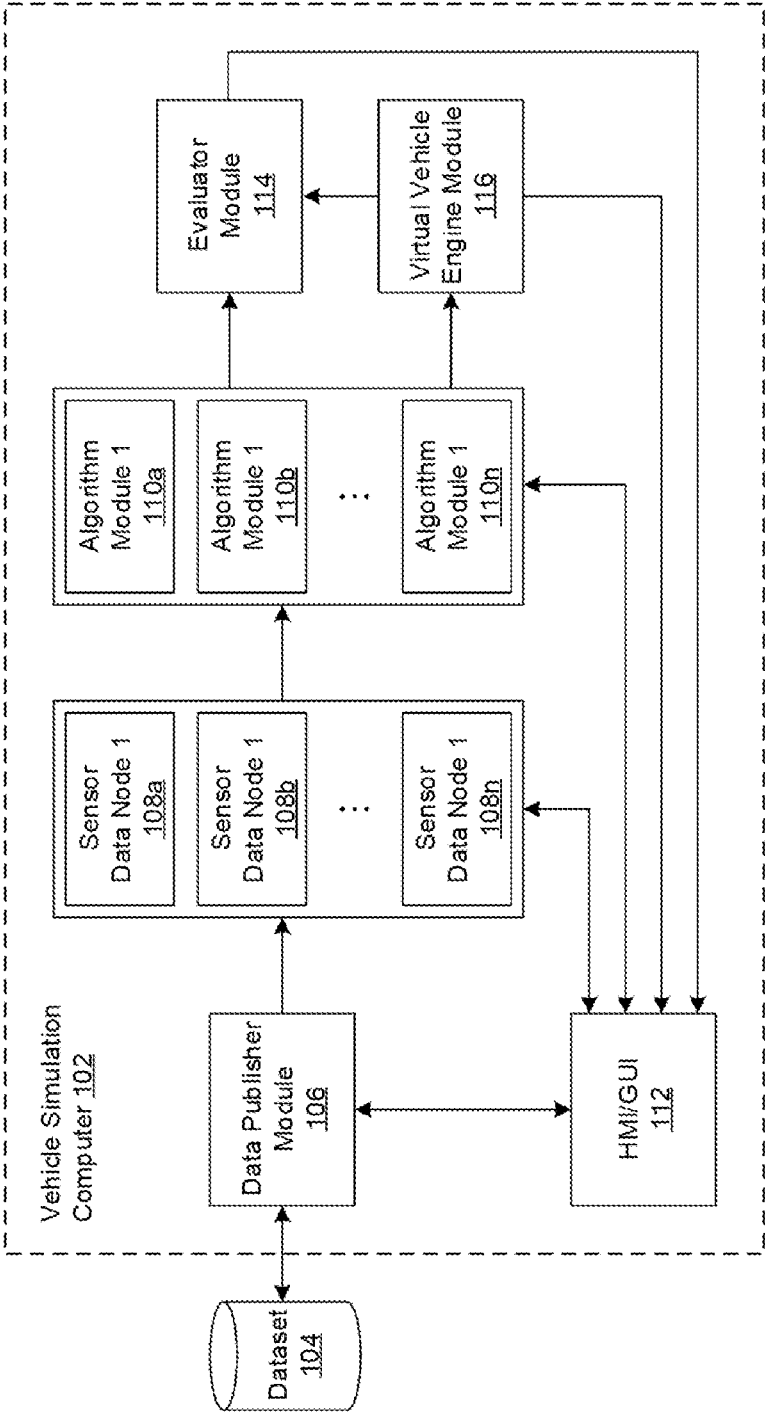 Vehicle Simulation
Computer 102
Dataset
104
Data Publisher
Module
106
Sensor
Data Node 1
108a
Sensor
Data Node 1
108b
...
Sensor
Data Node 1
108n
Algorithm
Module 1
110a
Algorithm
Module 1
110b
...
Algorithm
Module 1
110n
Evaluator
Module
114
Virtual Vehicle
Engine Module
116
HMI/GUI
112